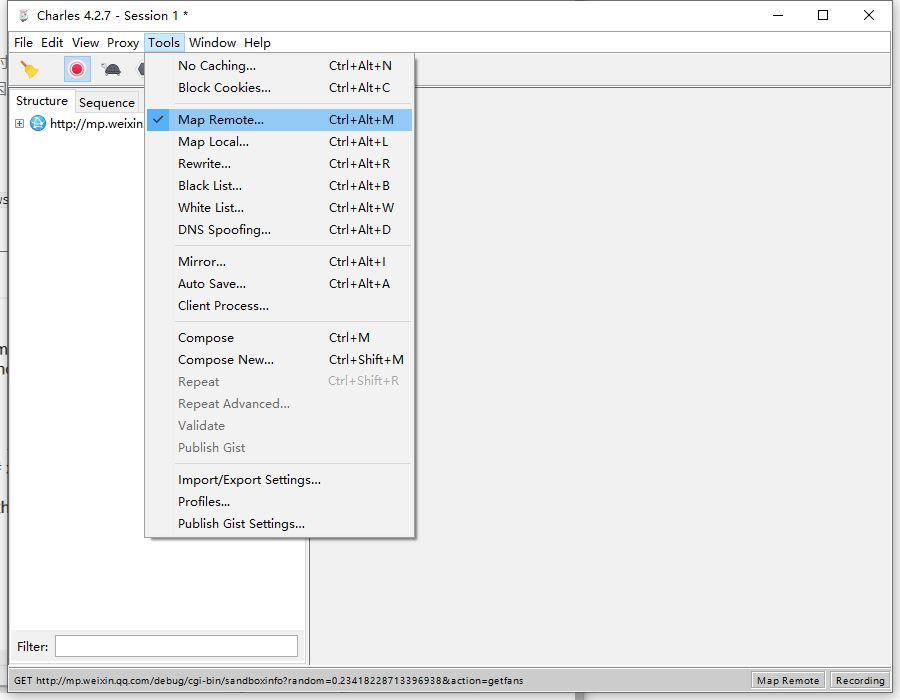 Charles 4.2.7 - Session 1 *
File Edit View Proxy Tools Window Help
Structure Sequence
http://mp.weixin
No Caching... Ctrl+Alt+N
Block Cookies... Ctrl+Alt+C
Map Remote... Ctrl+Alt+M
Map Local... Ctrl+Alt+L
Rewrite... Ctrl+Alt+R
Black List... Ctrl+Alt+B
White List... Ctrl+Alt+W
DNS Spoofing... Ctrl+Alt+D
Mirror... Ctrl+Alt+I
Auto Save... Ctrl+Alt+A
Client Process...
Compose Ctrl+M
Compose New... Ctrl+Shift+M
Repeat Ctrl+Shift+R
Repeat Advanced...
Validate
Publish Gist
Import/Export Settings...
Profiles...
Publish Gist Settings...
Filter:
GET http://mp.weixin.qq.com/debug/cgi-bin/sandboxinfo?random=0.23418228713396938&action=getfans Map Remote Recording